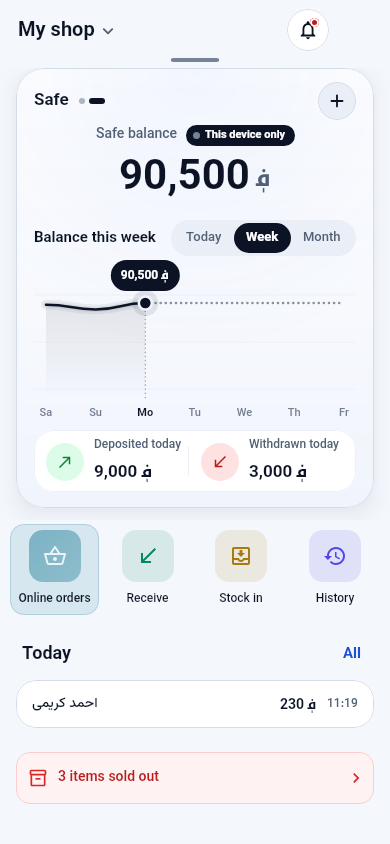 My shop
Safe
Safe balance This device only
90,500 ؋
Balance this week Today Week Month
90,500 ؋
Sa Su Mo Tu We Th Fr
Deposited today
9,000 ؋
Withdrawn today
3,000 ؋
Online orders Receive Stock in History
Today All
احمد کریمی 230 ؋ 11:19
3 items sold out